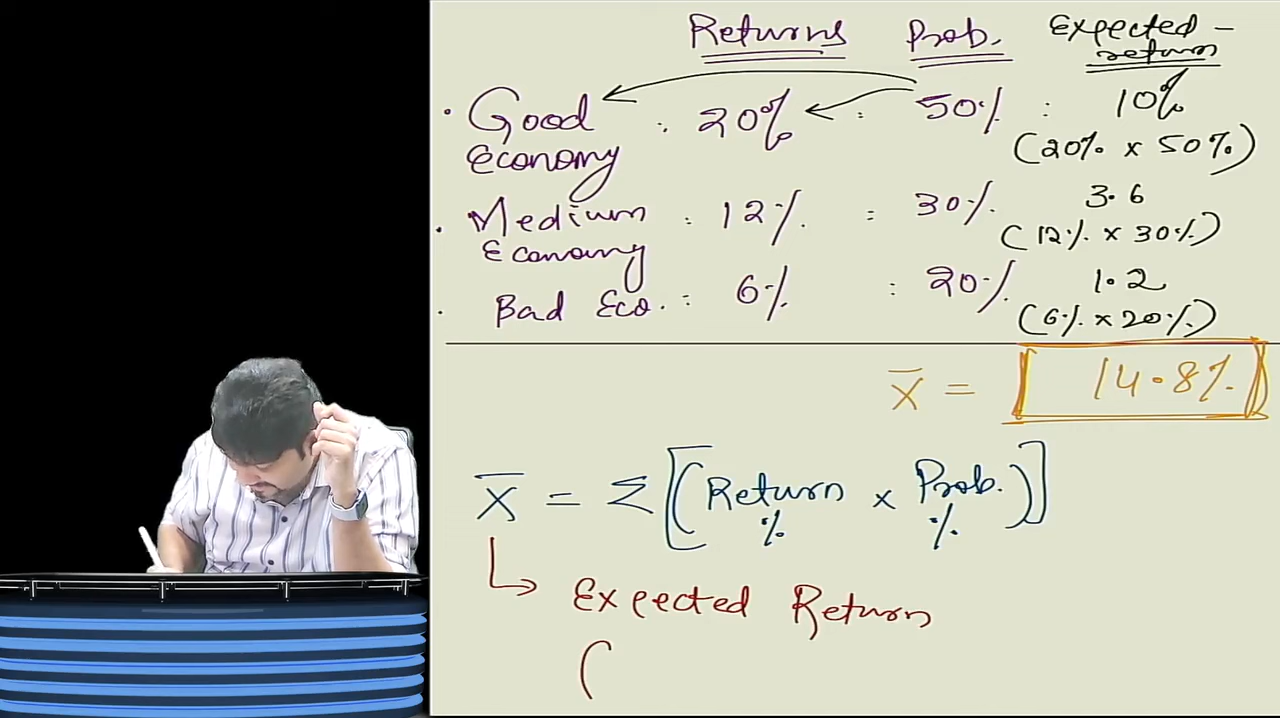 Returns Prob. Expected - return
• Good Economy : 20% : 50% : 10%
(20% x 50%)
• Medium Economy : 12% : 30% 3.6
(12% x 30%)
• Bad Eco. : 6% : 20% 1.2
(6% x 20%)
x̄ = 14.8%
x̄ = Σ [(Return % x Prob. %)]
↳ Expected Return
(